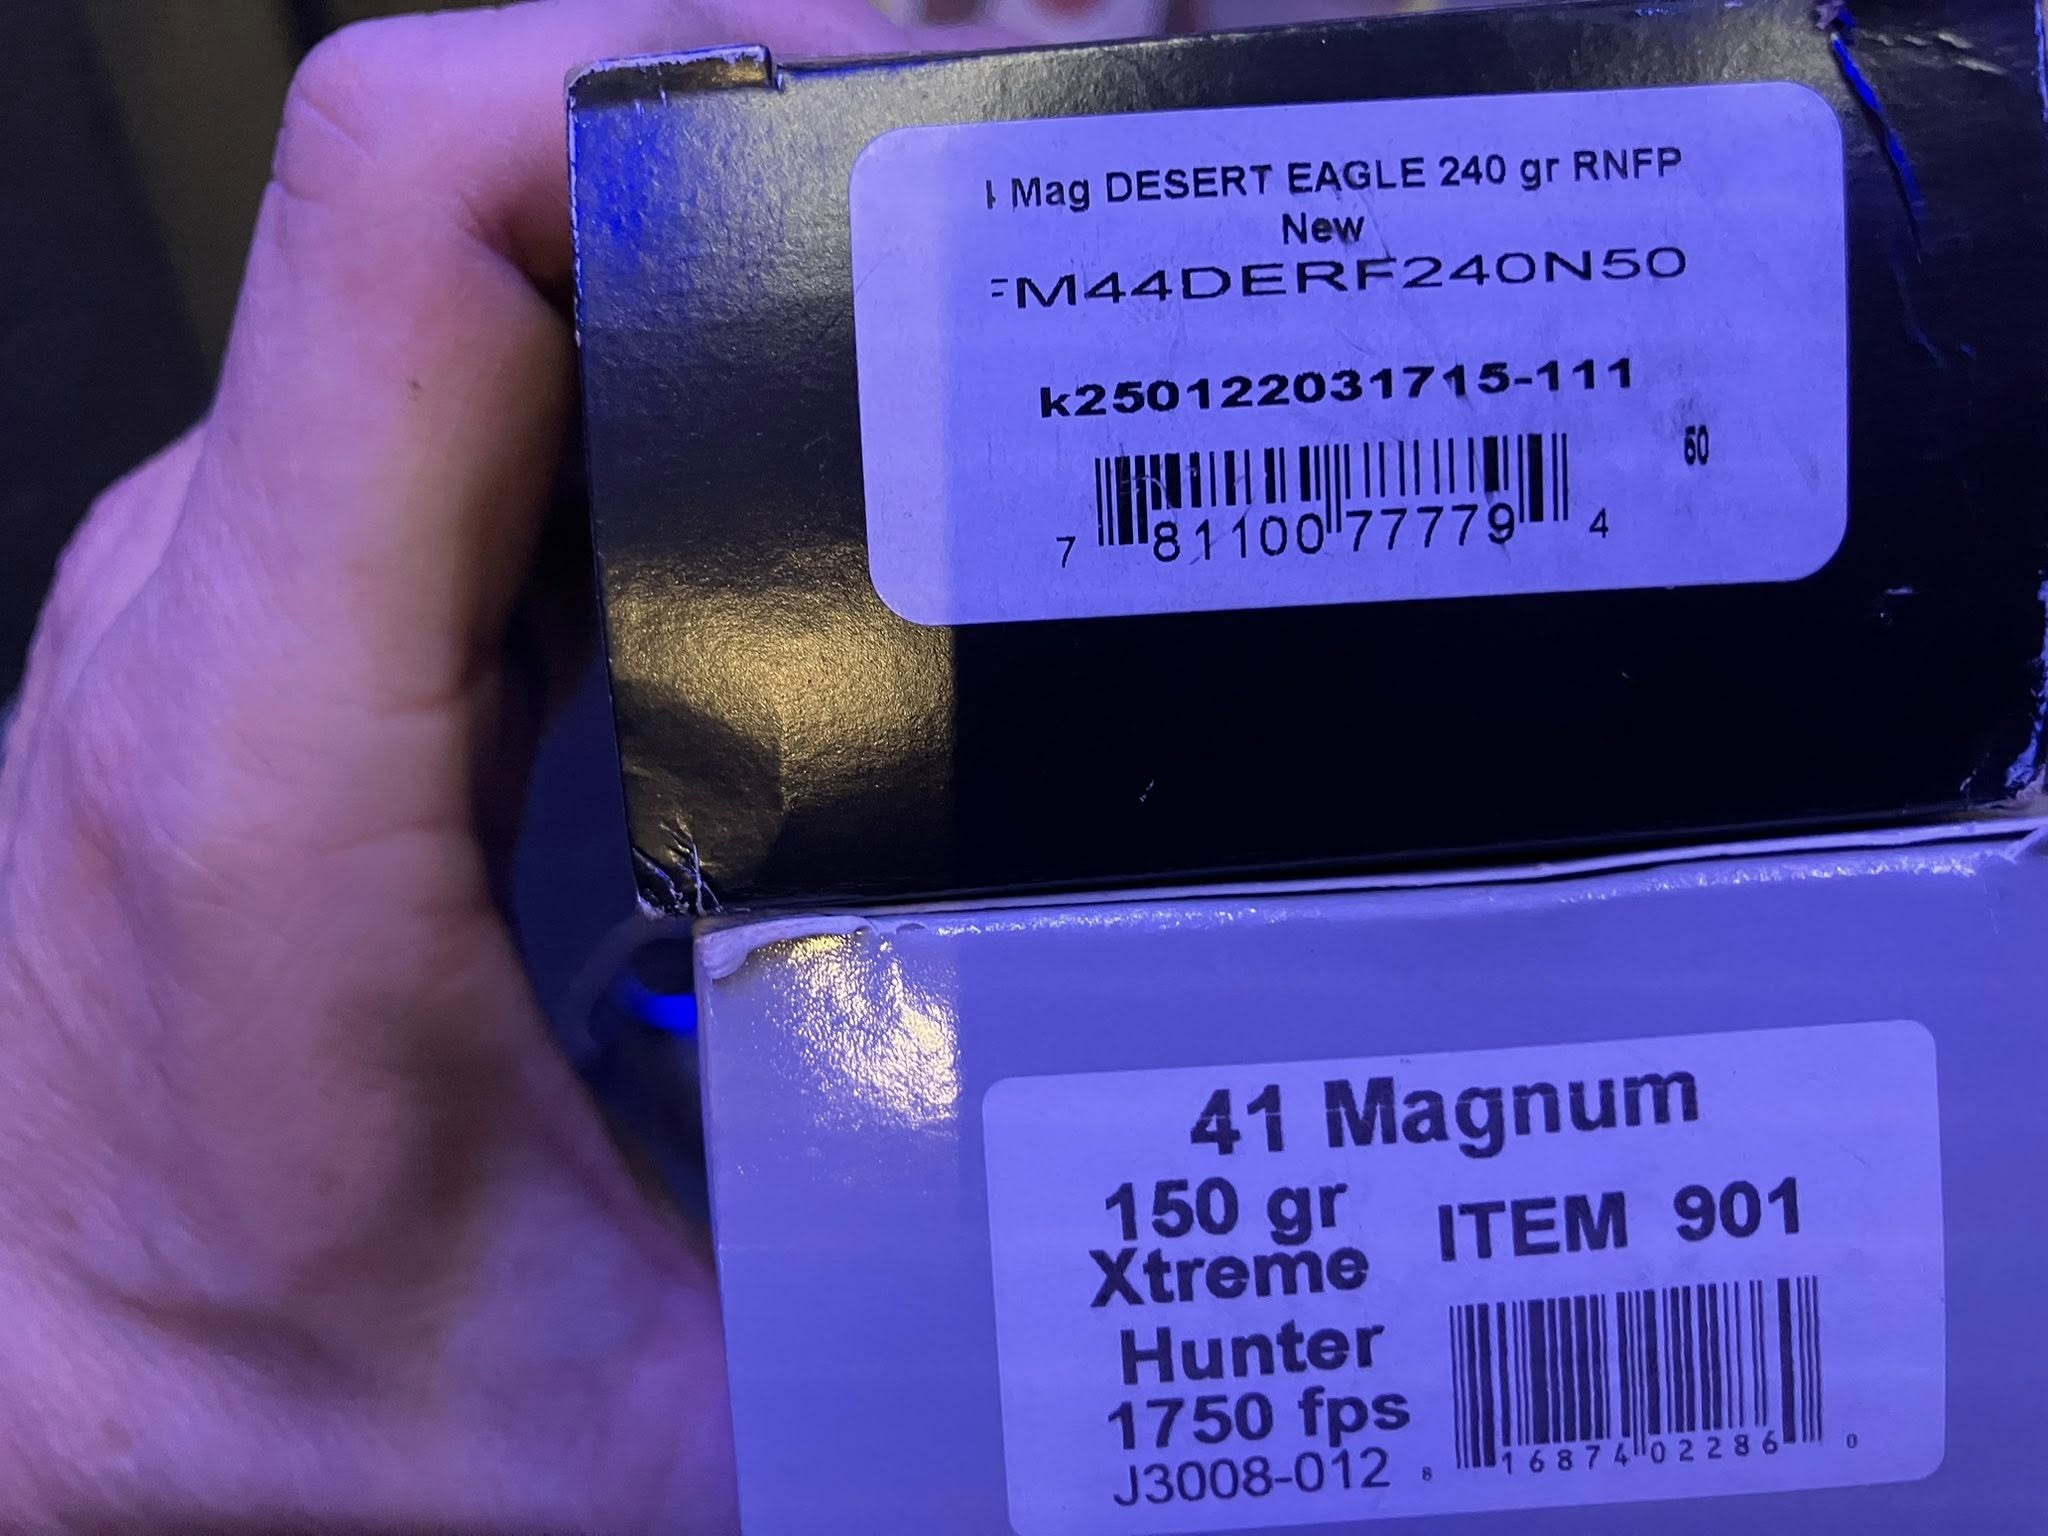 Mag DESERT EAGLE 240 gr RNFP
New
FM44DERF240N50
k250122031715-111
50
7 81100 77779 4
41 Magnum
150 gr
Xtreme
Hunter
1750 fps
J3008-012
ITEM 901
8 16874 02286 0